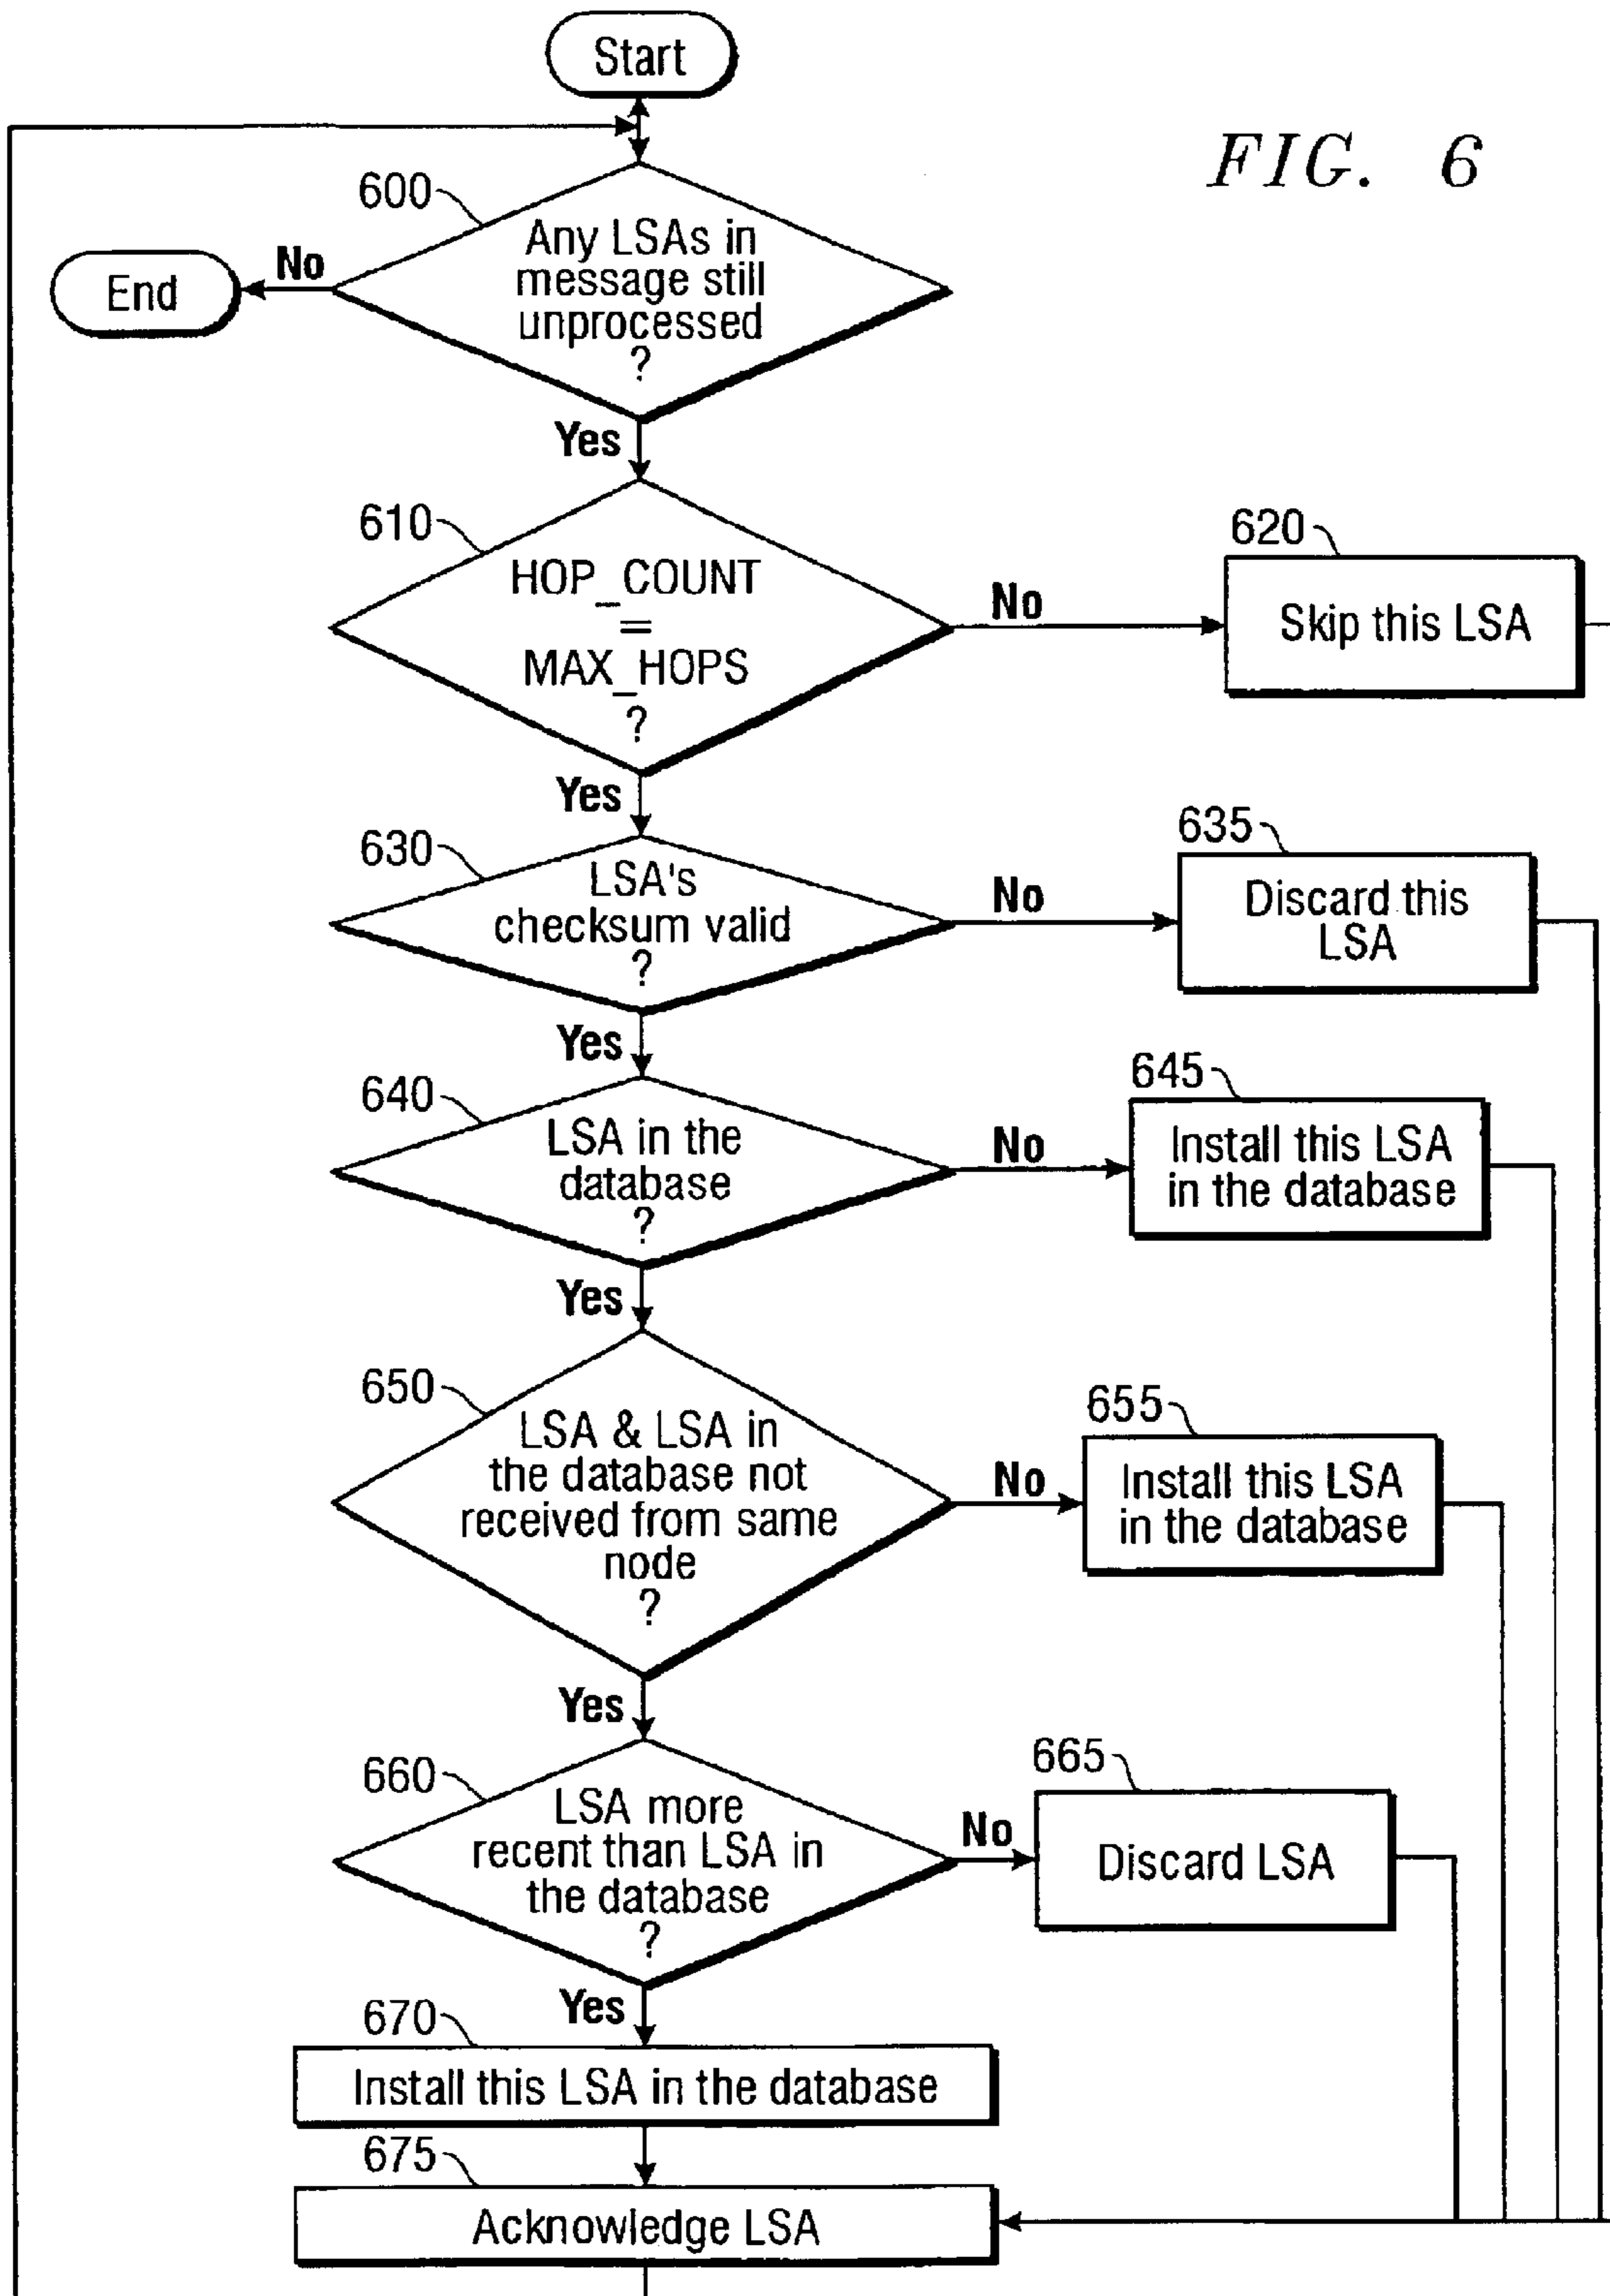 Start
FIG. 6
600
Any LSAs in
message still
unprocessed
?
No
End
Yes
610
HOP_COUNT
=
MAX_HOPS
?
No
620
Skip this LSA
Yes
630
LSA's
checksum valid
?
No
635
Discard this
LSA
Yes
640
LSA in the
database
?
No
645
Install this LSA
in the database
Yes
650
LSA & LSA in
the database not
received from same
node
?
No
655
Install this LSA
in the database
Yes
660
LSA more
recent than LSA in
the database
?
No
665
Discard LSA
Yes
670
Install this LSA in the database
675
Acknowledge LSA